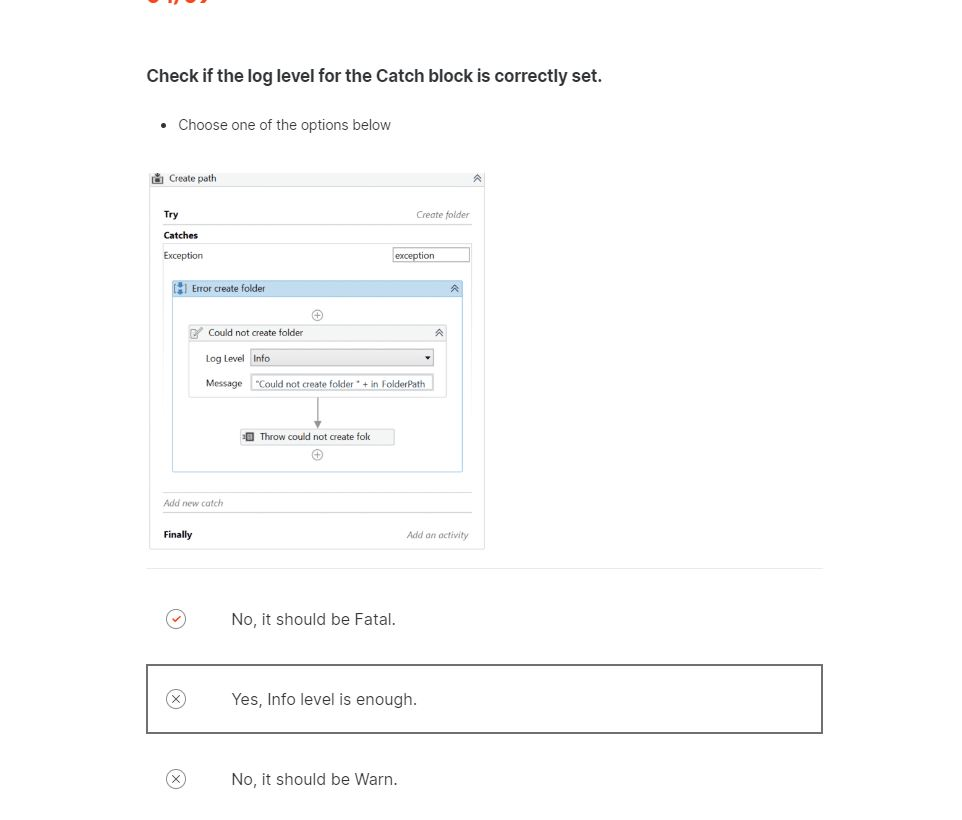 Check if the log level for the Catch block is correctly set.
• Choose one of the options below
Create path
Try Create folder
Catches
Exception exception
Error create folder
Could not create folder
Log Level Info
Message "Could not create folder " + in FolderPath
Throw could not create fol
Add new catch
Finally Add an activity
No, it should be Fatal.
Yes, Info level is enough.
No, it should be Warn.